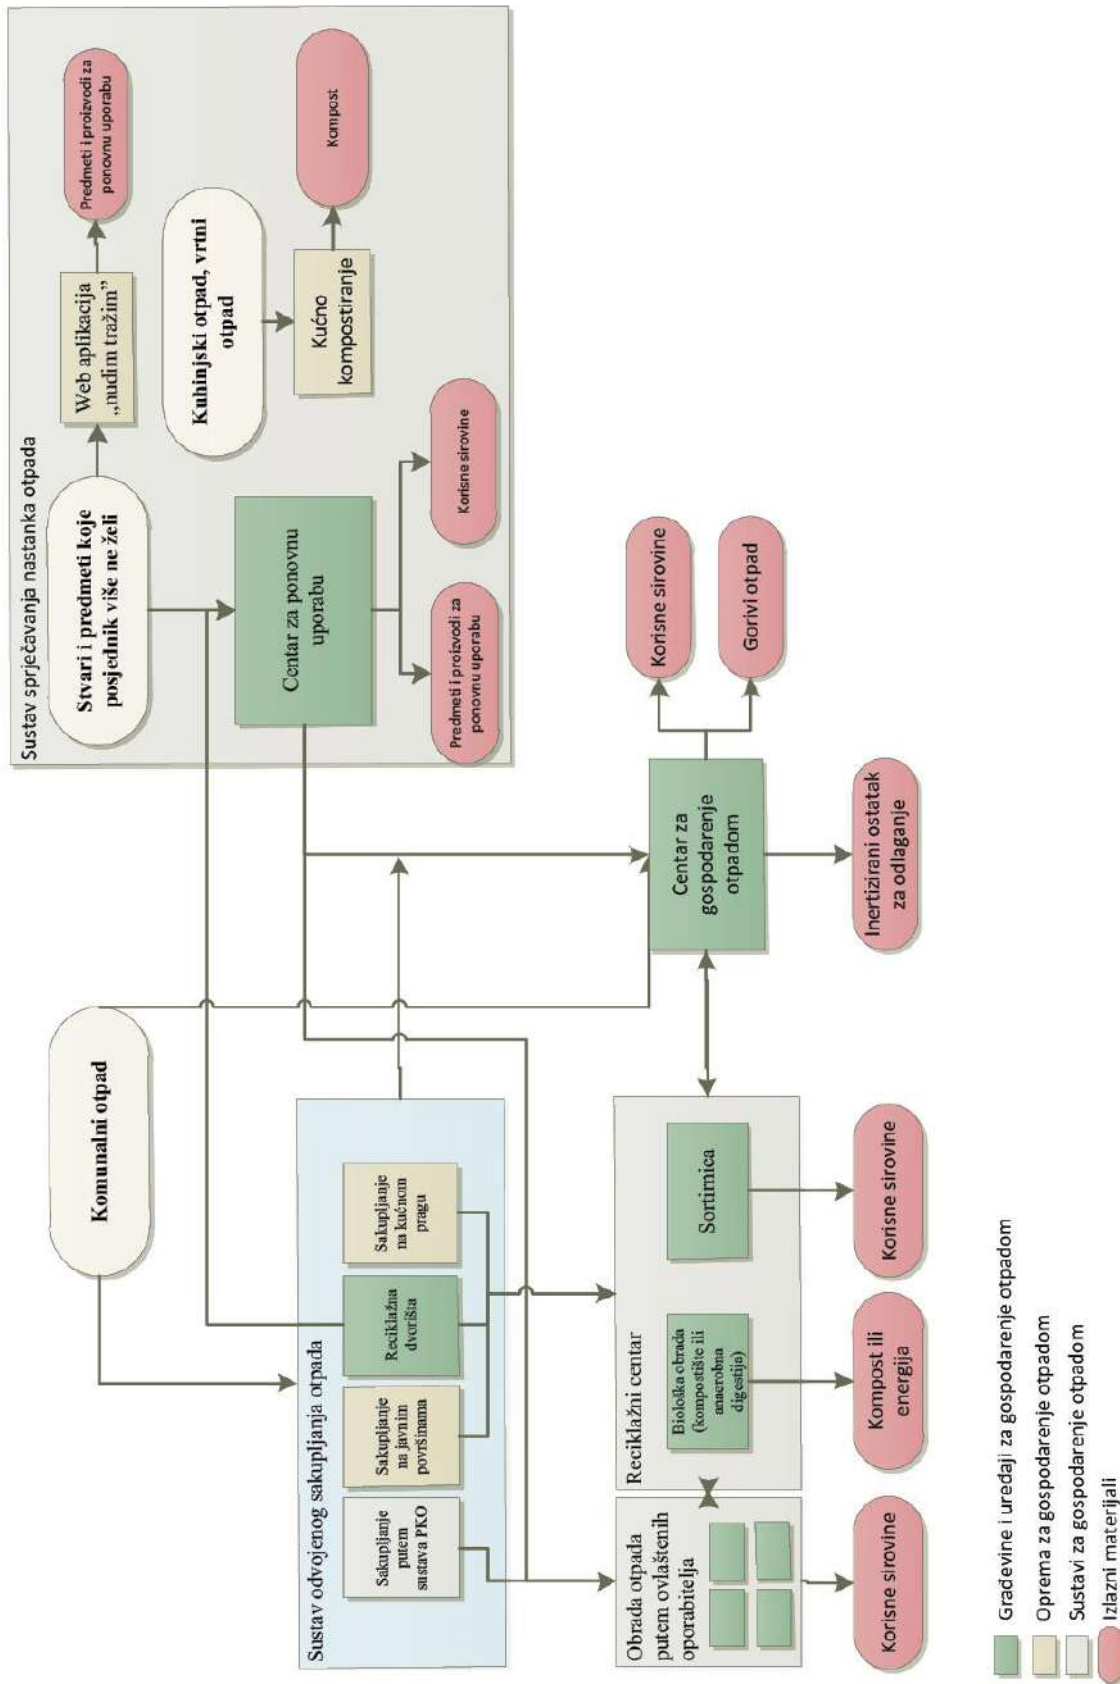 Sustav sprječavanja nastanka otpada
Stvari i predmeti koje
posjednik više ne želi
Web aplikacija
„nudim tražim”
Predmeti i proizvodi za
ponovnu uporabu
Kuhinjski otpad, vrtni
otpad
Kućno
kompostiranje
Kompost
Centar za ponovnu
uporabu
Predmeti i proizvodi za
ponovnu uporabu
Korisne sirovine
Komunalni otpad
Sustav odvojenog sakupljanja otpada
Sakupljanje
putem
sustava PKO
Sakupljanje
na javnim
površinama
Reciklažna
dvorišta
Sakupljanje
na kućnom
pragu
Obrada otpada
putem ovlaštenih
oporabitelja
Reciklažni centar
Biološka obrada
(kompostište ili
anaerobna
digestija)
Sortirnica
Centar za
gospodarenje
otpadom
Korisne sirovine
Gorivi otpad
Korisne sirovine
Kompost ili
energija
Korisne sirovine
Inertizirani ostatak
za odlaganje
Građevine i uređaji za gospodarenje otpadom
Oprema za gospodarenje otpadom
Sustavi za gospodarenje otpadom
Izlazni materijali